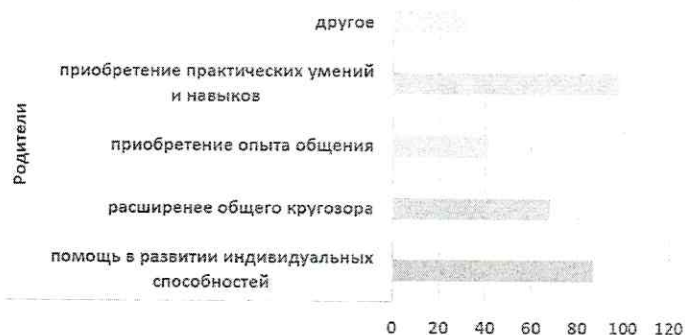 другое
приобретение практических умений
и навыков
приобретение опыта общения
расширенее общего кругозора
помощь в развитии индивидуальных
способностей
Родители
0 20 40 60 80 100 120